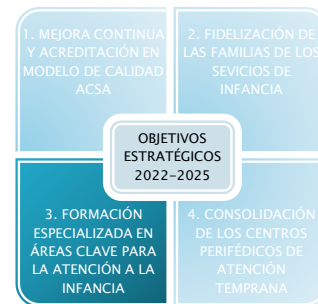 1. MEJORA CONTINUA
Y ACREDITACIÓN EN
MODELO DE CALIDAD
ACSA
2. FIDELIZACIÓN DE
LAS FAMILIAS DE LOS
SEVICIOS DE
INFANCIA
OBJETIVOS
ESTRATÉGICOS
2022-2025
3. FORMACIÓN
ESPECIALIZADA EN
ÁREAS CLAVE PARA
LA ATENCIÓN A LA
INFANCIA
4. CONSOLIDACIÓN
DE LOS CENTROS
PERIFÉDICOS DE
ATENCIÓN
TEMPRANA